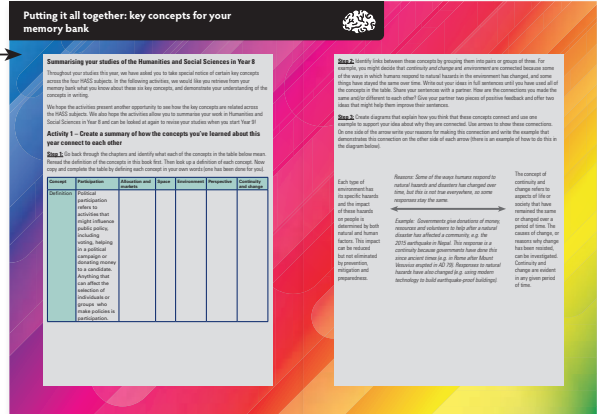 Putting it all together: key concepts for your
memory bank
Summarising your studies of the Humanities and Social Sciences in Year 8
Throughout your studies this year, we have asked you to take special notice of certain key concepts
across the four HASS subjects. In the following activities, we would like you to retrieve from your
memory bank what you know about these six key concepts, and demonstrate your understanding of the
concepts in writing.
We hope the activities present another opportunity to see how the key concepts are related across
the HASS subjects. We also hope the activities allow you to summarise your work in Humanities and
Social Sciences in Year 8 and can be looked at again to revise your studies when you start Year 9!
Activity 1 – Create a summary of how the concepts you've learned about this
year connect to each other
Step 1: Go back through the chapters and identify what each of the concepts in the table below mean.
Reread the definition of the concepts in this book first. Then look up a definition of each concept. Now
copy and complete the table by defining each concept in your own words (one has been done for you).
Concept Participation Allocation and Space Environment Perspective Continuity
markets and change
Definition Political
participation
refers to
activities that
might influence
public policy,
including
voting, helping
in a political
campaign or
donating money
to a candidate.
Anything that
can affect the
selection of
individuals or
groups who
make policies is
participation.
Step 2: Identify links between these concepts by grouping them into pairs or groups of three. For
example, you might decide that continuity and change and environment are connected because some
of the ways in which humans respond to natural hazards in the environment has changed, and some
things have stayed the same over time. Write out your ideas in full sentences until you have used all of
the concepts in the table. Share your sentences with a partner. How are the connections you made the
same and/or different to each other? Give your partner two pieces of positive feedback and offer two
ideas that might help them improve their sentences.
Step 3: Create diagrams that explain how you think that these concepts connect and use one
example to support your idea about why they are connected. Use arrows to show these connections.
On one side of the arrow write your reasons for making this connection and write the example that
demonstrates this connection on the other side of each arrow (there is an example of how to do this in
the diagram below).
Each type of
environment has
its specific hazards
and the impact
of these hazards
on people is
determined by both
natural and human
factors. This impact
can be reduced
but not eliminated
by prevention,
mitigation and
preparedness.
Reasons: Some of the ways humans respond to
natural hazards and disasters has changed over
time, but this is not true everywhere, so some
responses stay the same
Example: Governments give donations of money,
resources and volunteers to help after a natural
disaster has affected a community, e.g. the
2015 earthquake in Nepal. This response is a
continuity because governments have done this
since ancient times (e.g. in Rome after Mount
Vesuvius erupted in AD 79). Responses to natural
hazards have also changed (e.g. using modern
technology to build earthquake-proof buildings)
The concept of
continuity and
change refers to
aspects of life or
society that have
remained the same
or changed over a
period of time. The
causes of change, or
reasons why change
has been resisted,
can be investigated.
Continuity and
change are evident
in any given period
of time.